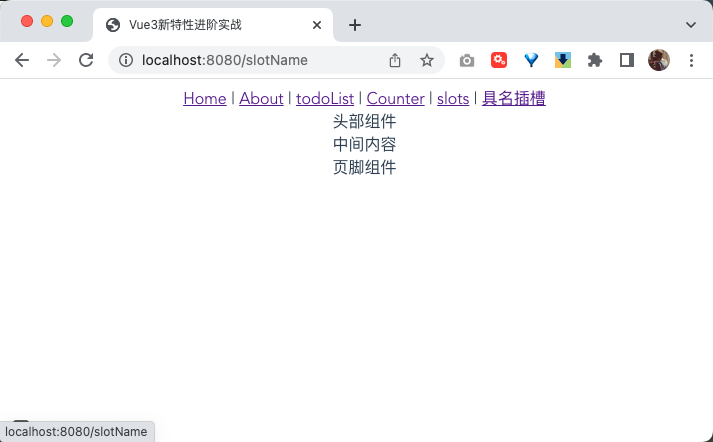 Vue3新特性进阶实战
localhost:8080/slotName
Home | About | todoList | Counter | slots | 具名插槽
头部组件
中间内容
页脚组件
localhost:8080/slotName